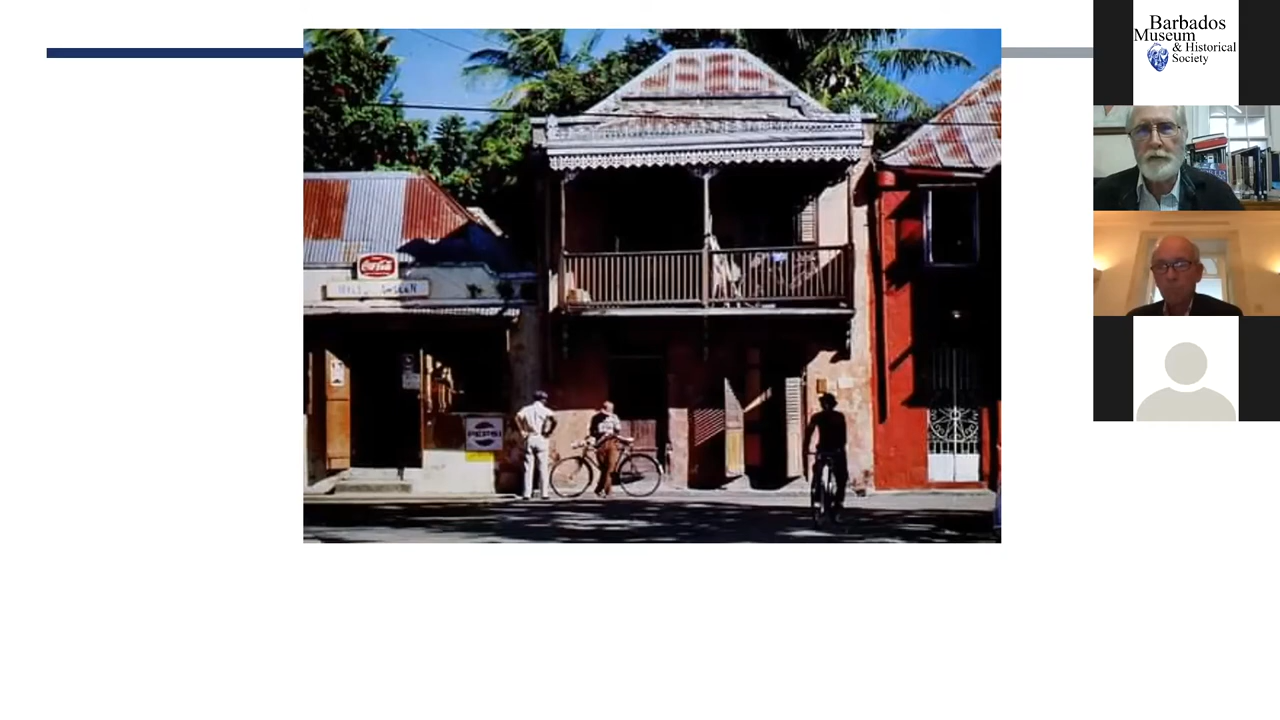 Barbados
Museum
& Historical
Society
Coca-Cola
PEPSI